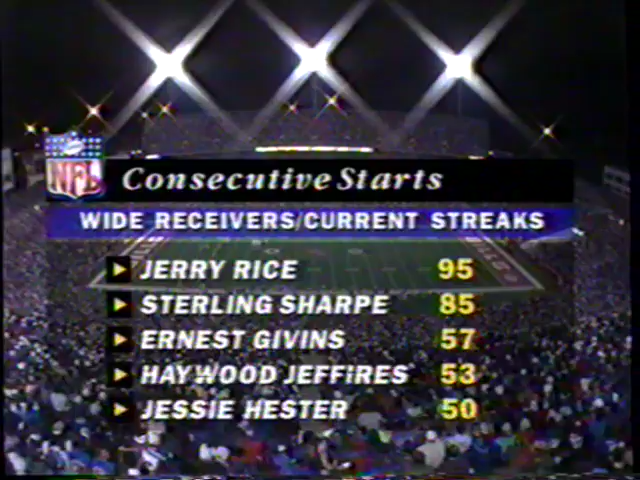 NFL
Consecutive Starts
WIDE RECEIVERS/CURRENT STREAKS
JERRY RICE 95
STERLING SHARPE 85
ERNEST GIVINS 57
HAYWOOD JEFFIRES 53
JESSIE HESTER 50